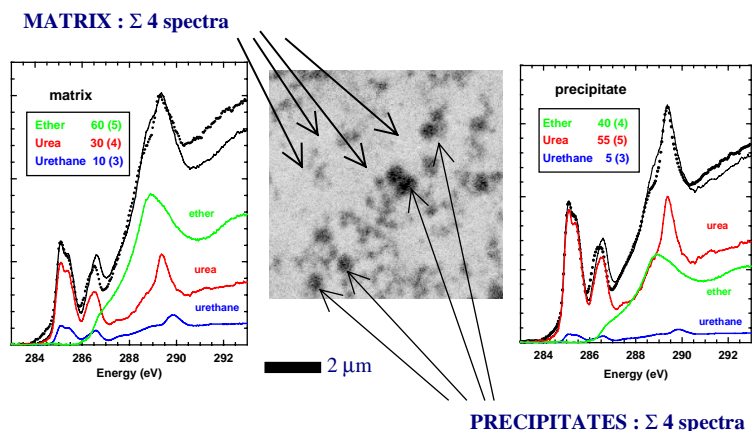 MATRIX : Σ 4 spectra
matrix
Ether 60 (5)
Urea 30 (4)
Urethane 10 (3)
ether
urea
urethane
284 286 288 290 292
Energy (eV)
2 μm
precipitate
Ether 40 (4)
Urea 55 (5)
Urethane 5 (3)
urea
ether
urethane
284 286 288 290 292
Energy (eV)
PRECIPITATES : Σ 4 spectra